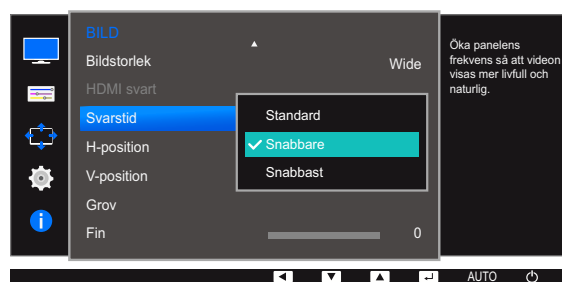 BILD
Bildstorlek
Wide
HDMI svart
Svarstid
Standard
Snabbare
Snabbast
H-position
V-position
Grov
Fin
0
Öka panelens
frekvens så att videon
visas mer livfull och
naturlig.
AUTO